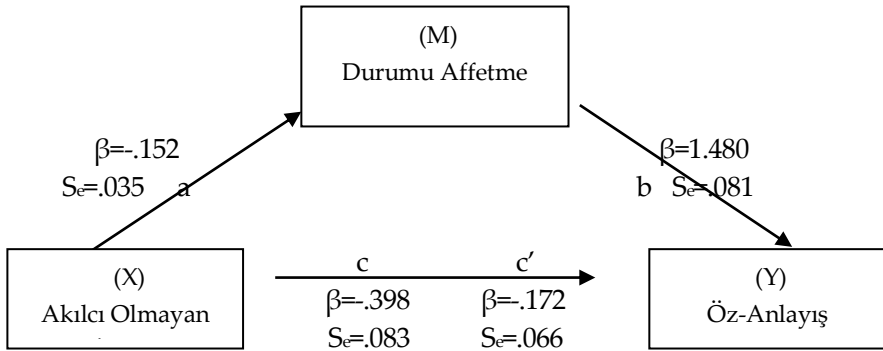 (M)
Durumu Affetme
β=-.152
Se=.035 a
β=1.480
b Se=.081
(X)
Akılcı Olmayan
c c’
β=-.398 β=-.172
Se=.083 Se=.066
(Y)
Öz-Anlayış